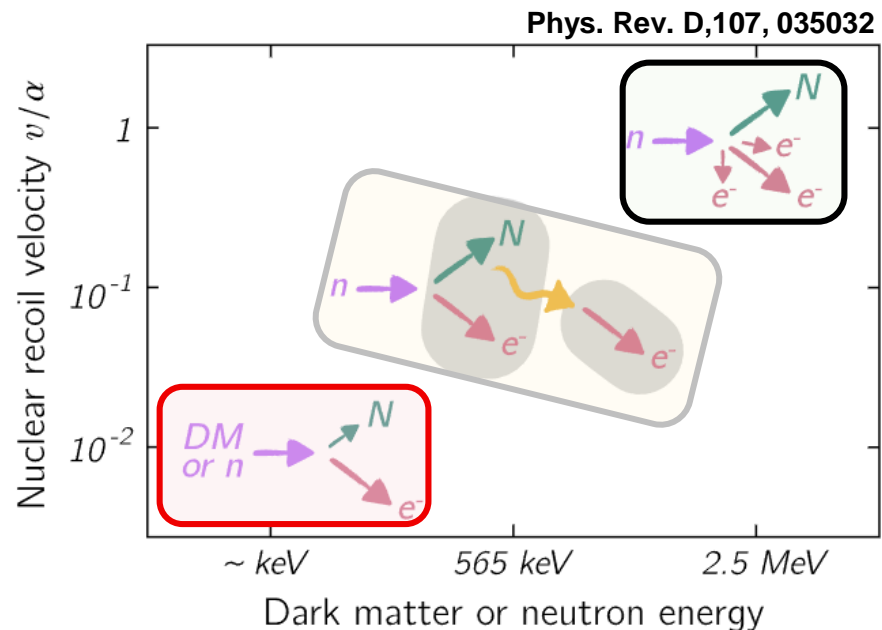 Phys. Rev. D,107, 035032
Nuclear recoil velocity v/α
1
10⁻¹
10⁻²
N
n
e⁻
e⁻
e⁻
N
n
e⁻
e⁻
DM
or n
N
e⁻
~ keV
565 keV
2.5 MeV
Dark matter or neutron energy